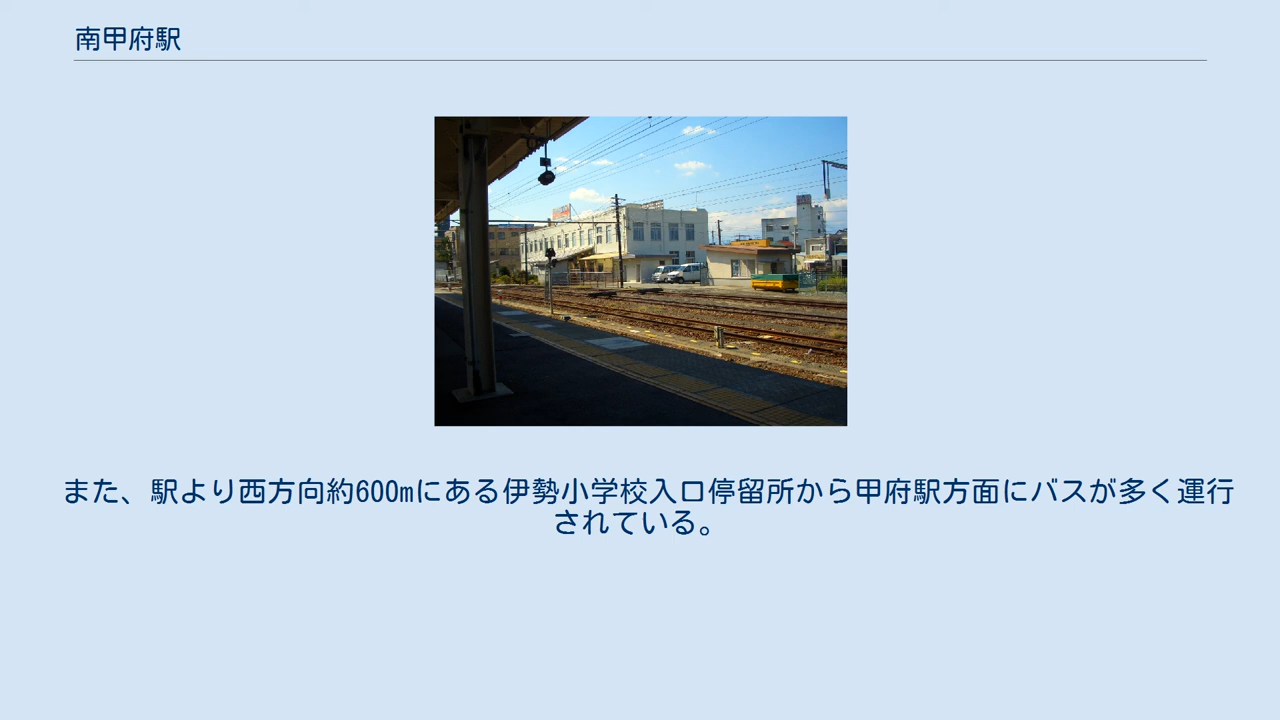 南甲府駅
また、駅より西方向約600mにある伊勢小学校入口停留所から甲府駅方面にバスが多く運行
されている。